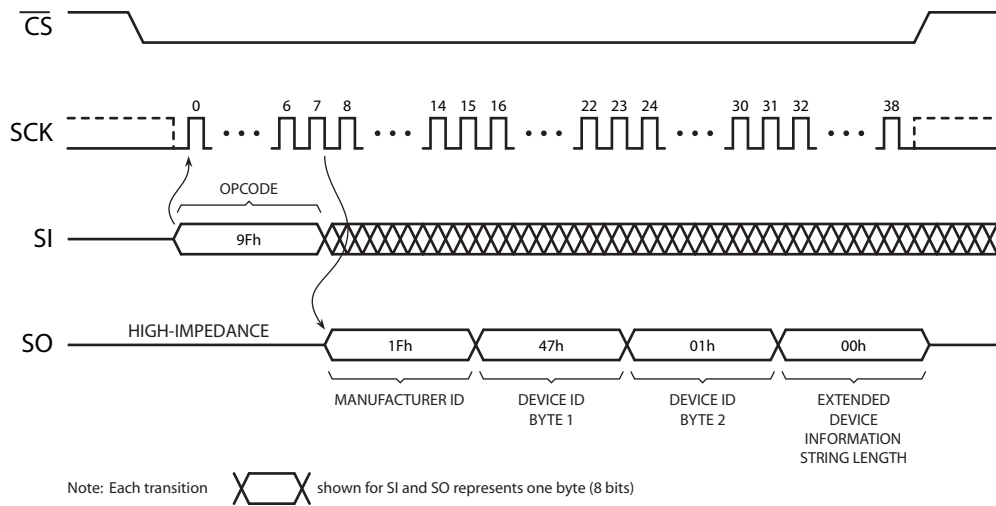 CS
SCK
0 6 7 8 14 15 16 22 23 24 30 31 32 38
OPCODE
SI
9Fh
HIGH-IMPEDANCE
SO
1Fh 47h 01h 00h
MANUFACTURER ID
DEVICE ID
BYTE 1
DEVICE ID
BYTE 2
EXTENDED
DEVICE
INFORMATION
STRING LENGTH
Note: Each transition shown for SI and SO represents one byte (8 bits)